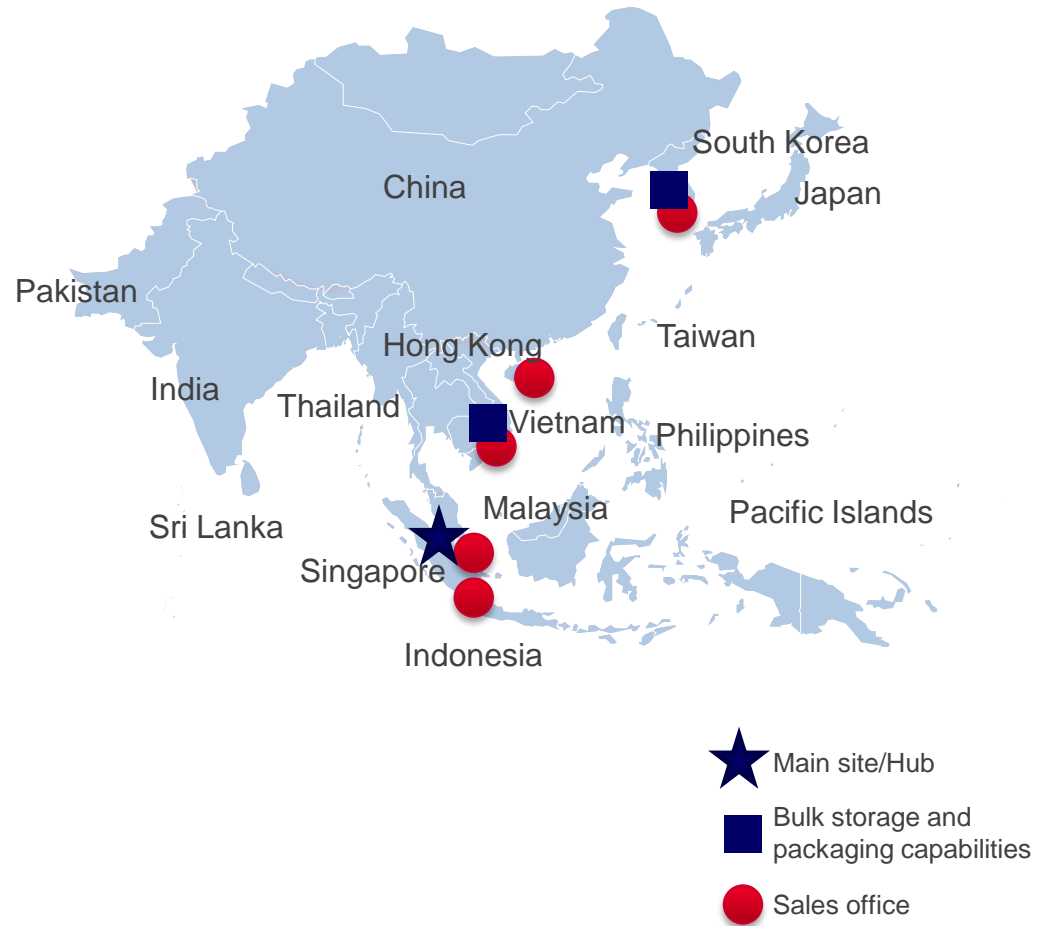 South Korea
China
Japan
Pakistan
Taiwan
Hong Kong
India
Thailand
Vietnam
Philippines
Malaysia
Pacific Islands
Sri Lanka
Singapore
Indonesia
Main site/Hub
Bulk storage and
packaging capabilities
Sales office